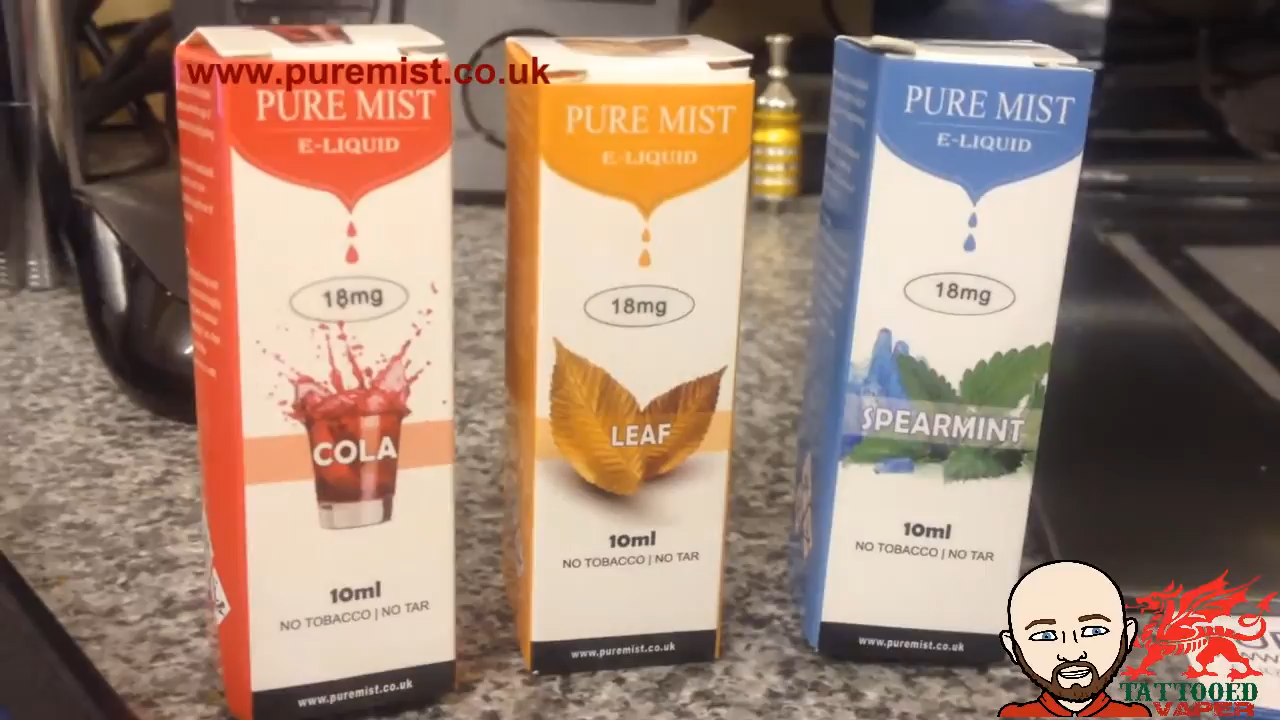 www.puremist.co.uk
PURE MIST
E-LIQUID
18mg
COLA
10ml
NO TOBACCO | NO TAR
www.puremist.co.uk
PURE MIST
E-LIQUID
18mg
LEAF
10ml
NO TOBACCO | NO TAR
www.puremist.co.uk
PURE MIST
E-LIQUID
18mg
SPEARMINT
10ml
NO TOBACCO | NO TAR
www.puremist.co.uk
TATTOOED
VAPER